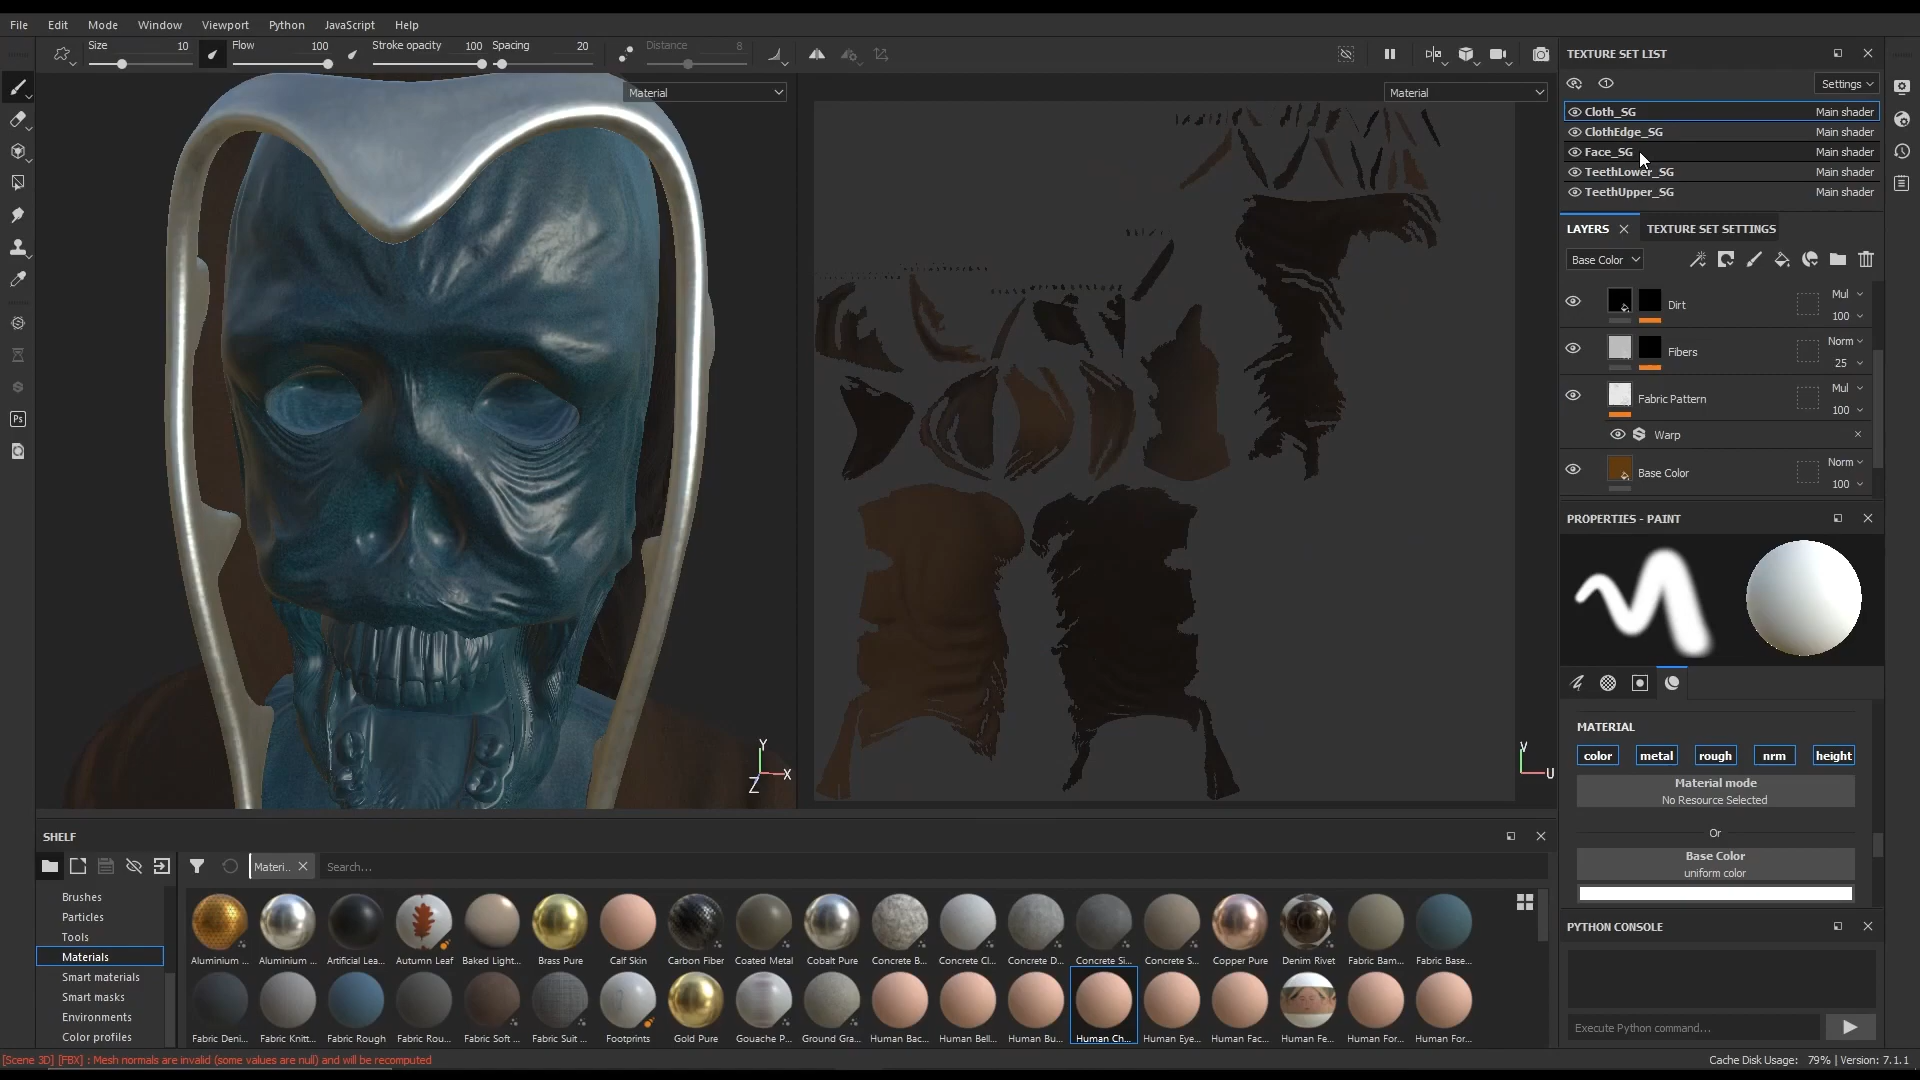 File Edit Mode Window Viewport Python JavaScript Help
Size 10 Flow 100 Stroke opacity 100 Spacing 20 Distance 8
Material
Material
TEXTURE SET LIST
Settings
Cloth_SG Main shader
ClothEdge_SG Main shader
Face_SG Main shader
TeethLower_SG Main shader
TeethUpper_SG Main shader
LAYERS TEXTURE SET SETTINGS
Base Color
Dirt Mul 100
Fibers Norm 25
Fabric Pattern Mul 100
Warp
Base Color Norm 100
PROPERTIES - PAINT
MATERIAL
color metal rough nrm height
Material mode
No Resource Selected
Or
Base Color
uniform color
Y
X
Z
V
U
SHELF
Materi... Search...
Brushes
Particles
Tools
Materials
Smart materials
Smart masks
Environments
Color profiles
Aluminium ... Aluminium ... Artificial Lea... Autumn Leaf Baked Light... Brass Pure Calf Skin Carbon Fiber Coated Metal Cobalt Pure Concrete B... Concrete Cl... Concrete D... Concrete Si... Concrete S... Copper Pure Denim Rivet Fabric Bam... Fabric Base...
Fabric Deni... Fabric Knitt... Fabric Rough Fabric Rou... Fabric Soft ... Fabric Suit ... Footprints Gold Pure Gouache P... Ground Gra... Human Bac... Human Bell... Human Bu... Human Ch... Human Eye... Human Fac... Human Fe... Human For... Human For...
PYTHON CONSOLE
Execute Python command...
Ps
[Scene 3D] [FBX] : Mesh normals are invalid (some values are null) and will be recomputed
Cache Disk Usage: 79% | Version: 7.1.1